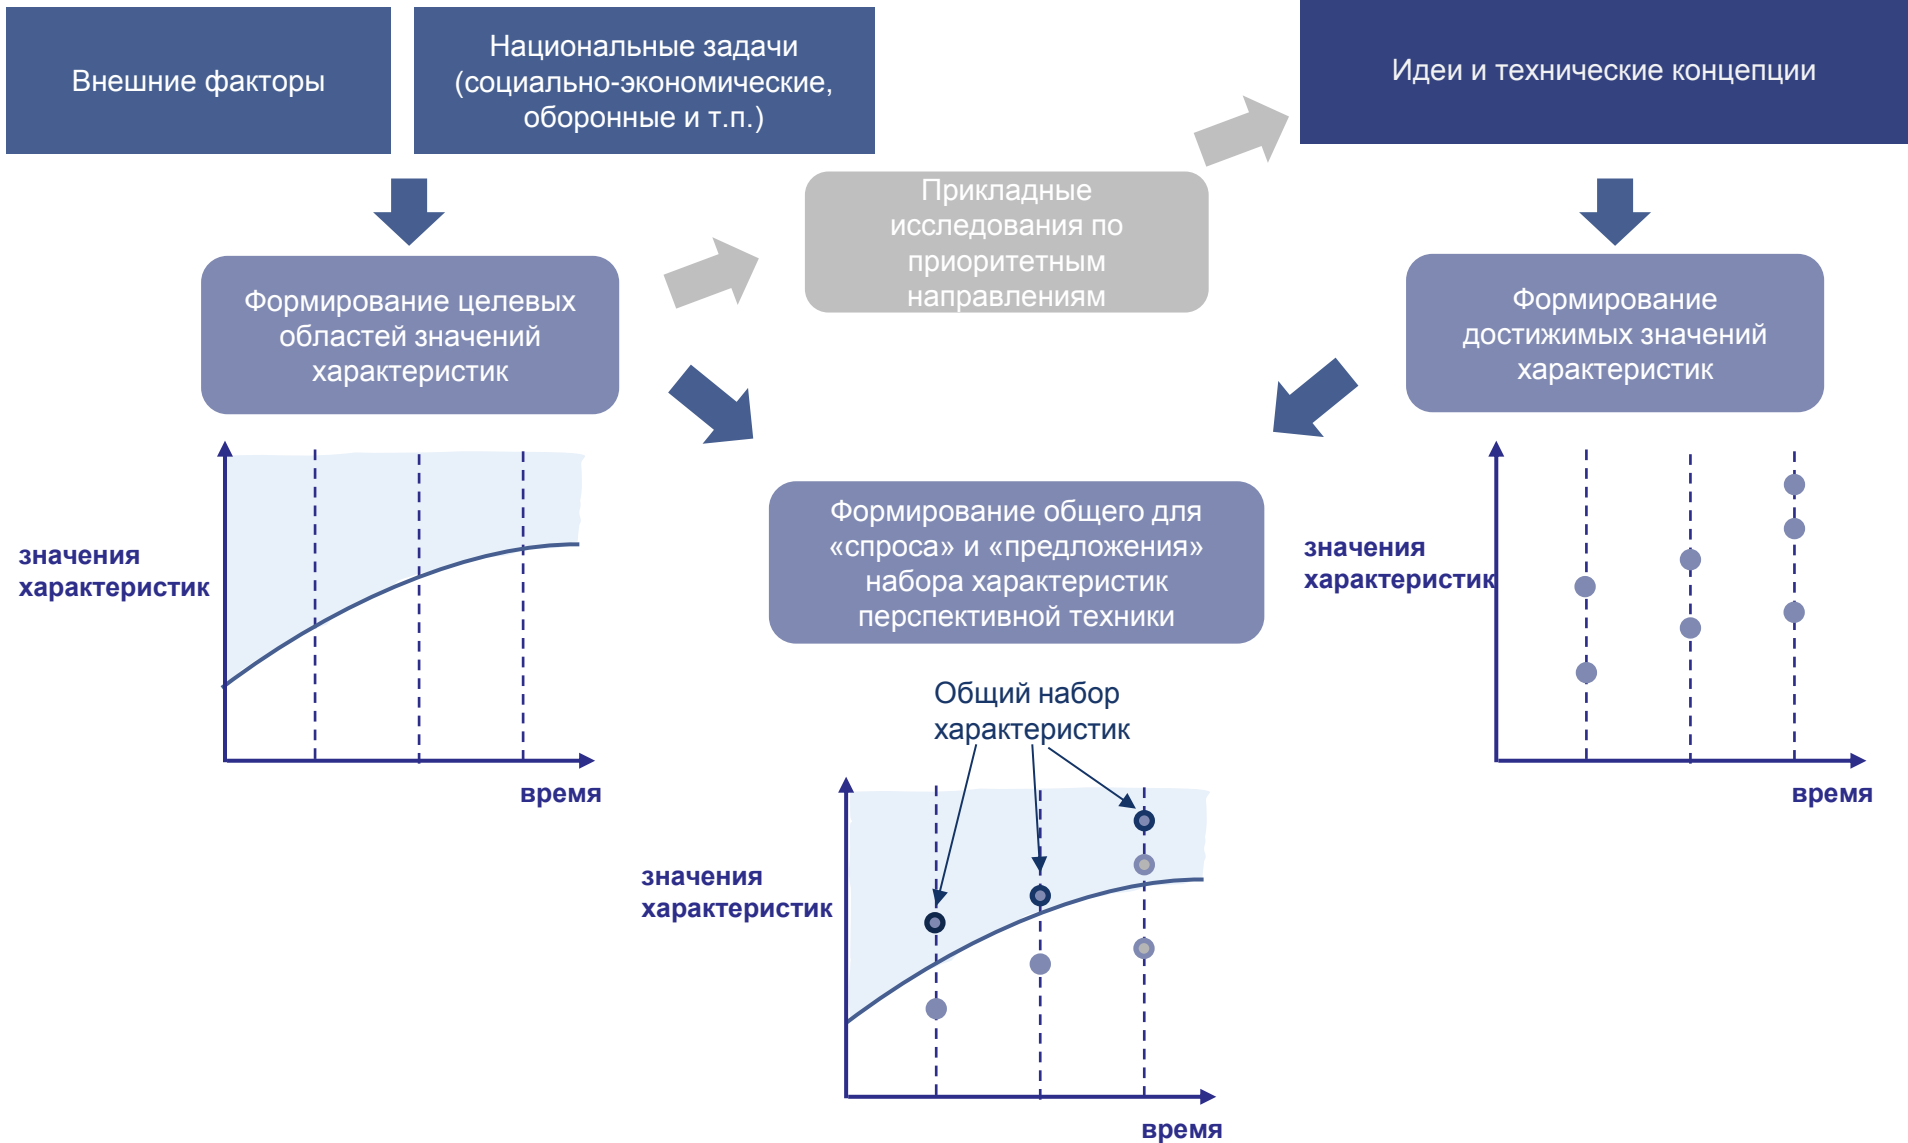 Внешние факторы
Национальные задачи
(социально-экономические,
оборонные и т.п.)
Идеи и технические концепции
Прикладные
исследования по
приоритетным
направлениям
Формирование целевых
областей значений
характеристик
Формирование
достижимых значений
характеристик
Формирование общего для
«спроса» и «предложения»
набора характеристик
перспективной техники
значения
характеристик
время
значения
характеристик
время
Общий набор
характеристик
значения
характеристик
время